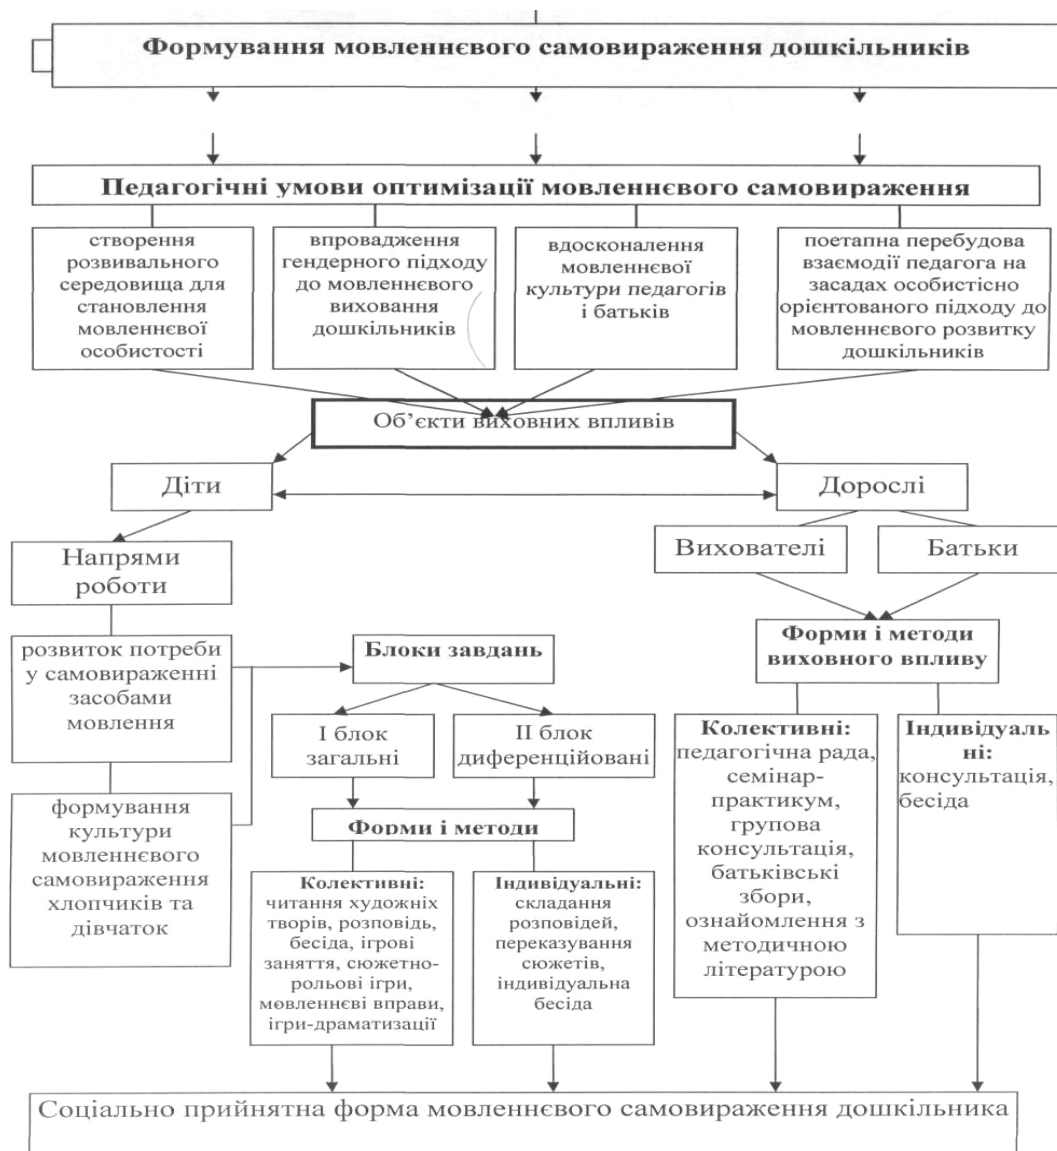 Формування мовленнєвого самовираження дошкільників
Педагогічні умови оптимізації мовленнєвого самовираження
створення
розвивального
середовища для
становлення
мовленнєвої
особистості
впровадження
гендерного підходу
до мовленнєвого
виховання
дошкільників
вдосконалення
мовленнєвої
культури педагогів
і батьків
поетапна перебудова
взаємодії педагога на
засадах особистісно
орієнтованого підходу до
мовленнєвого розвитку
дошкільників
Об’єкти виховних впливів
Діти
Дорослі
Напрями
роботи
Вихователі
Батьки
розвиток потреби
у самовираженні
засобами
мовлення
Блоки завдань
Форми і методи
виховного впливу
І блок
загальні
ІІ блок
диференційовані
формування
культури
мовленнєвого
самовираження
хлопчиків та
дівчаток
Форми і методи
Колективні:
читання художніх
творів, розповідь,
бесіда, ігрові
заняття, сюжетно-
рольові ігри,
мовленнєві вправи,
ігри-драматизації
Індивідуальні:
складання
розповідей,
переказування
сюжетів,
індивідуальна
бесіда
Колективні:
педагогічна рада,
семінар-
практикум,
групова
консультація,
батьківські
збори,
ознайомлення з
методичною
літературою
Індивідуаль
ні:
консультація,
бесіда
Соціально прийнятна форма мовленнєвого самовираження дошкільника